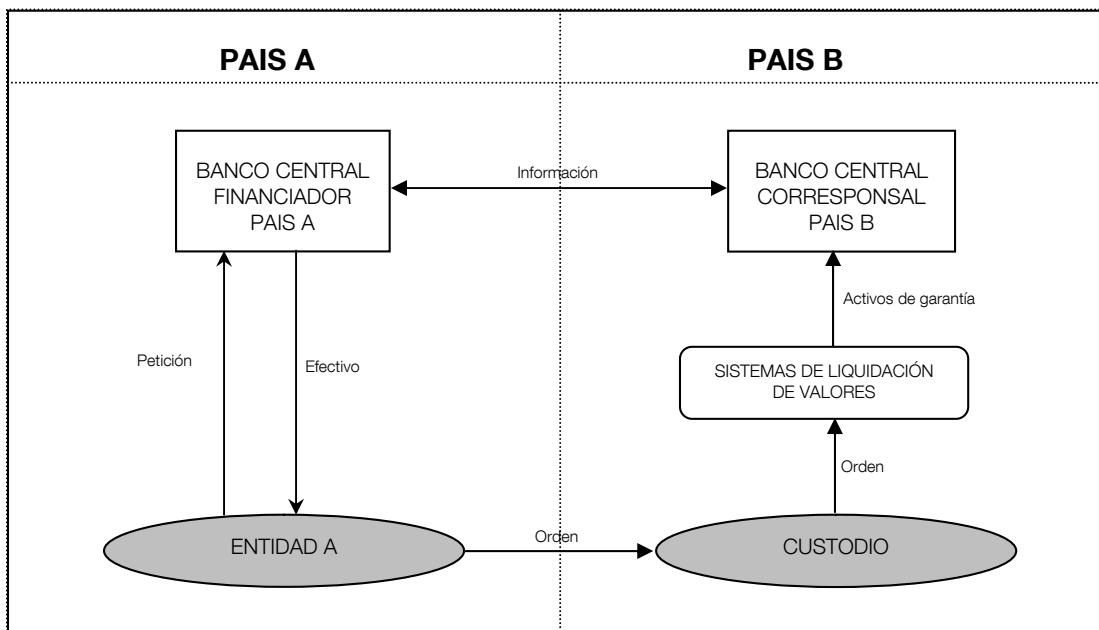 PAIS A
PAIS B
BANCO CENTRAL
FINANCIADOR
PAIS A
Información
BANCO CENTRAL
CORRESPONSAL
PAIS B
Activos de garantía
Petición
Efectivo
SISTEMAS DE LIQUIDACIÓN
DE VALORES
Orden
ENTIDAD A
Orden
CUSTODIO